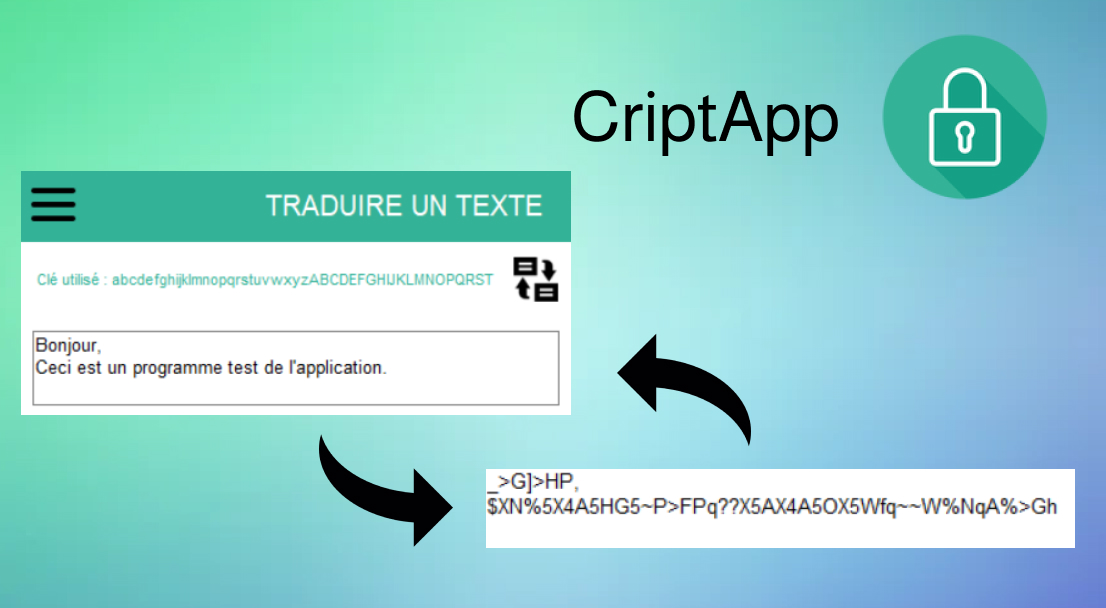 CriptApp
TRADUIRE UN TEXTE
Clé utilisé : abcdefghijklmnopqrstuvwxyzABCDEFGHIJKLMNOPQRST
Bonjour,
Ceci est un programme test de l'application.
_>G]>HP,
$XN%5X4A5HG5~P>FPq??X5AX4A5OX5Wfq~~W%NqA%>Gh